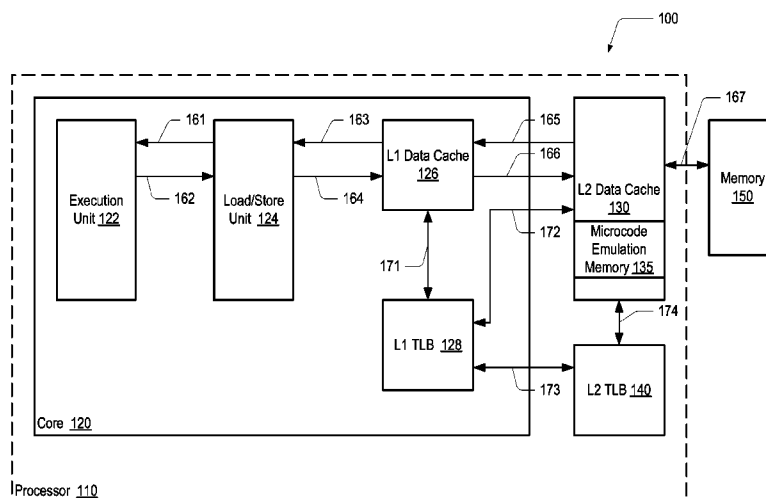 100
167
161
163
165
L1 Data Cache
126
166
162
164
Execution
Unit 122
Load/Store
Unit 124
L2 Data Cache
130
Memory
150
172
Microcode
Emulation
Memory 135
171
174
L1 TLB 128
173
L2 TLB 140
Core 120
Processor 110